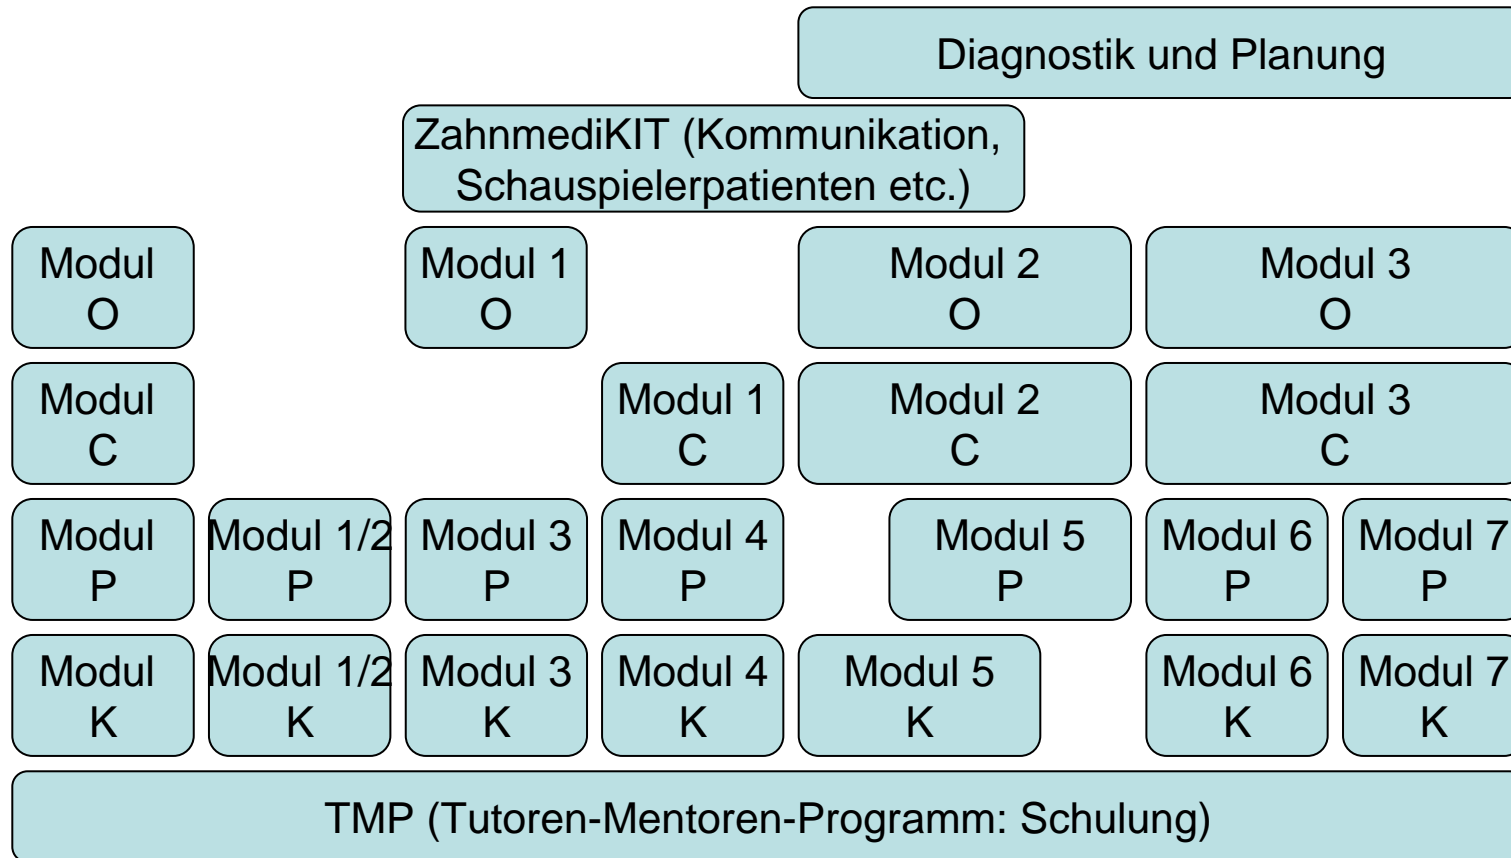 Diagnostik und Planung
ZahnmediKIT (Kommunikation,
Schauspielerpatienten etc.)
Modul
O
Modul 1
O
Modul 2
O
Modul 3
O
Modul
C
Modul 1
C
Modul 2
C
Modul 3
C
Modul
P
Modul 1/2
P
Modul 3
P
Modul 4
P
Modul 5
P
Modul 6
P
Modul 7
P
Modul
K
Modul 1/2
K
Modul 3
K
Modul 4
K
Modul 5
K
Modul 6
K
Modul 7
K
TMP (Tutoren-Mentoren-Programm: Schulung)